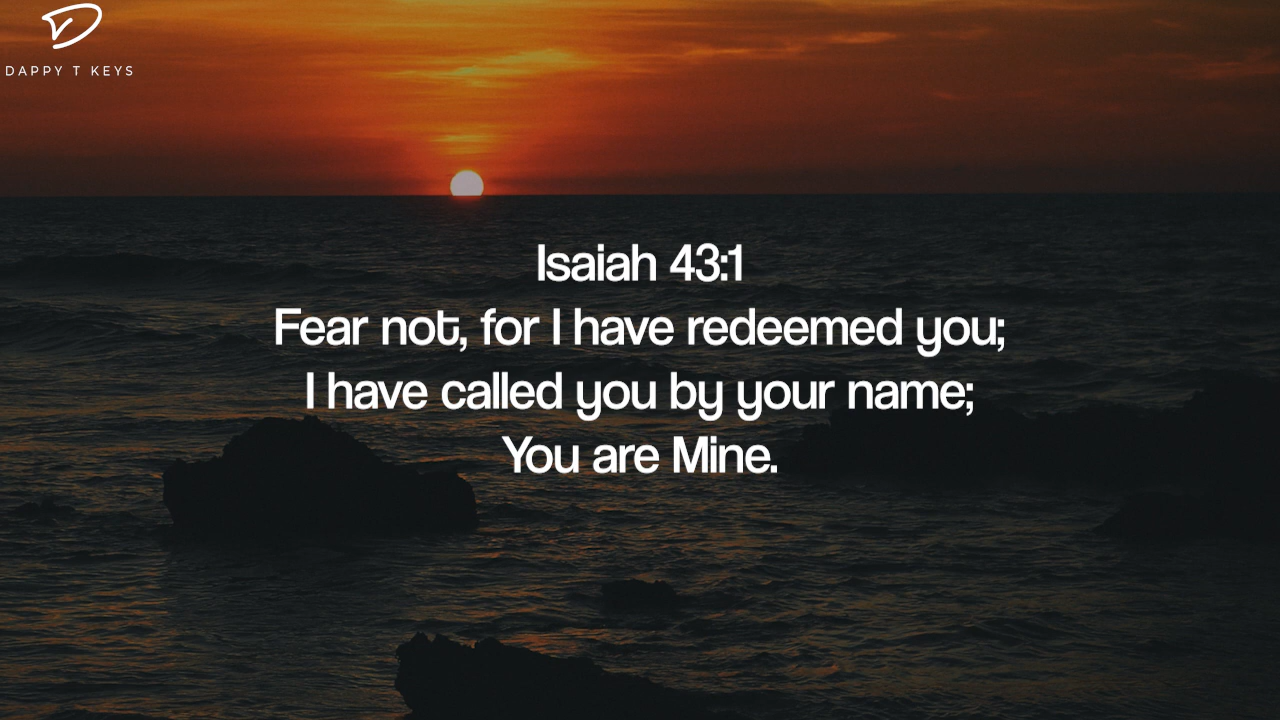 DAPPY T KEYS
Isaiah 43:1
Fear not, for I have redeemed you;
I have called you by your name;
You are Mine.